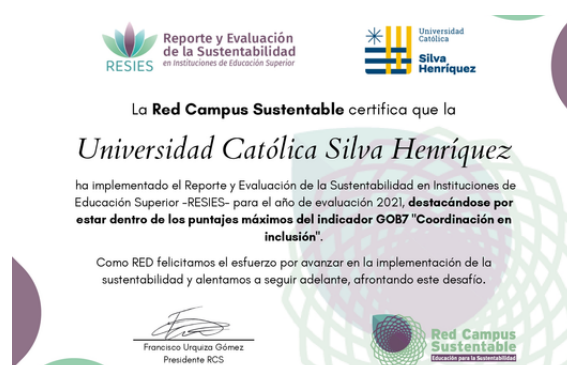 RESIES
Reporte y Evaluación
de la Sustentabilidad
en Instituciones de Educación Superior
Universidad
Católica
Silva
Henríquez
La Red Campus Sustentable certifica que la
Universidad Católica Silva Henríquez
ha implementado el Reporte y Evaluación de la Sustentabilidad en Instituciones de
Educación Superior -RESIES- para el año de evaluación 2021, destacándose por
estar dentro de los puntajes máximos del indicador GOB7 "Coordinación en
inclusión".
Como RED felicitamos el esfuerzo por avanzar en la implementación de la
sustentabilidad y alentamos a seguir adelante, afrontando este desafío.
Francisco Urquiza Gómez
Presidente RCS
Red Campus
Sustentable
Educación para la Sustentabilidad